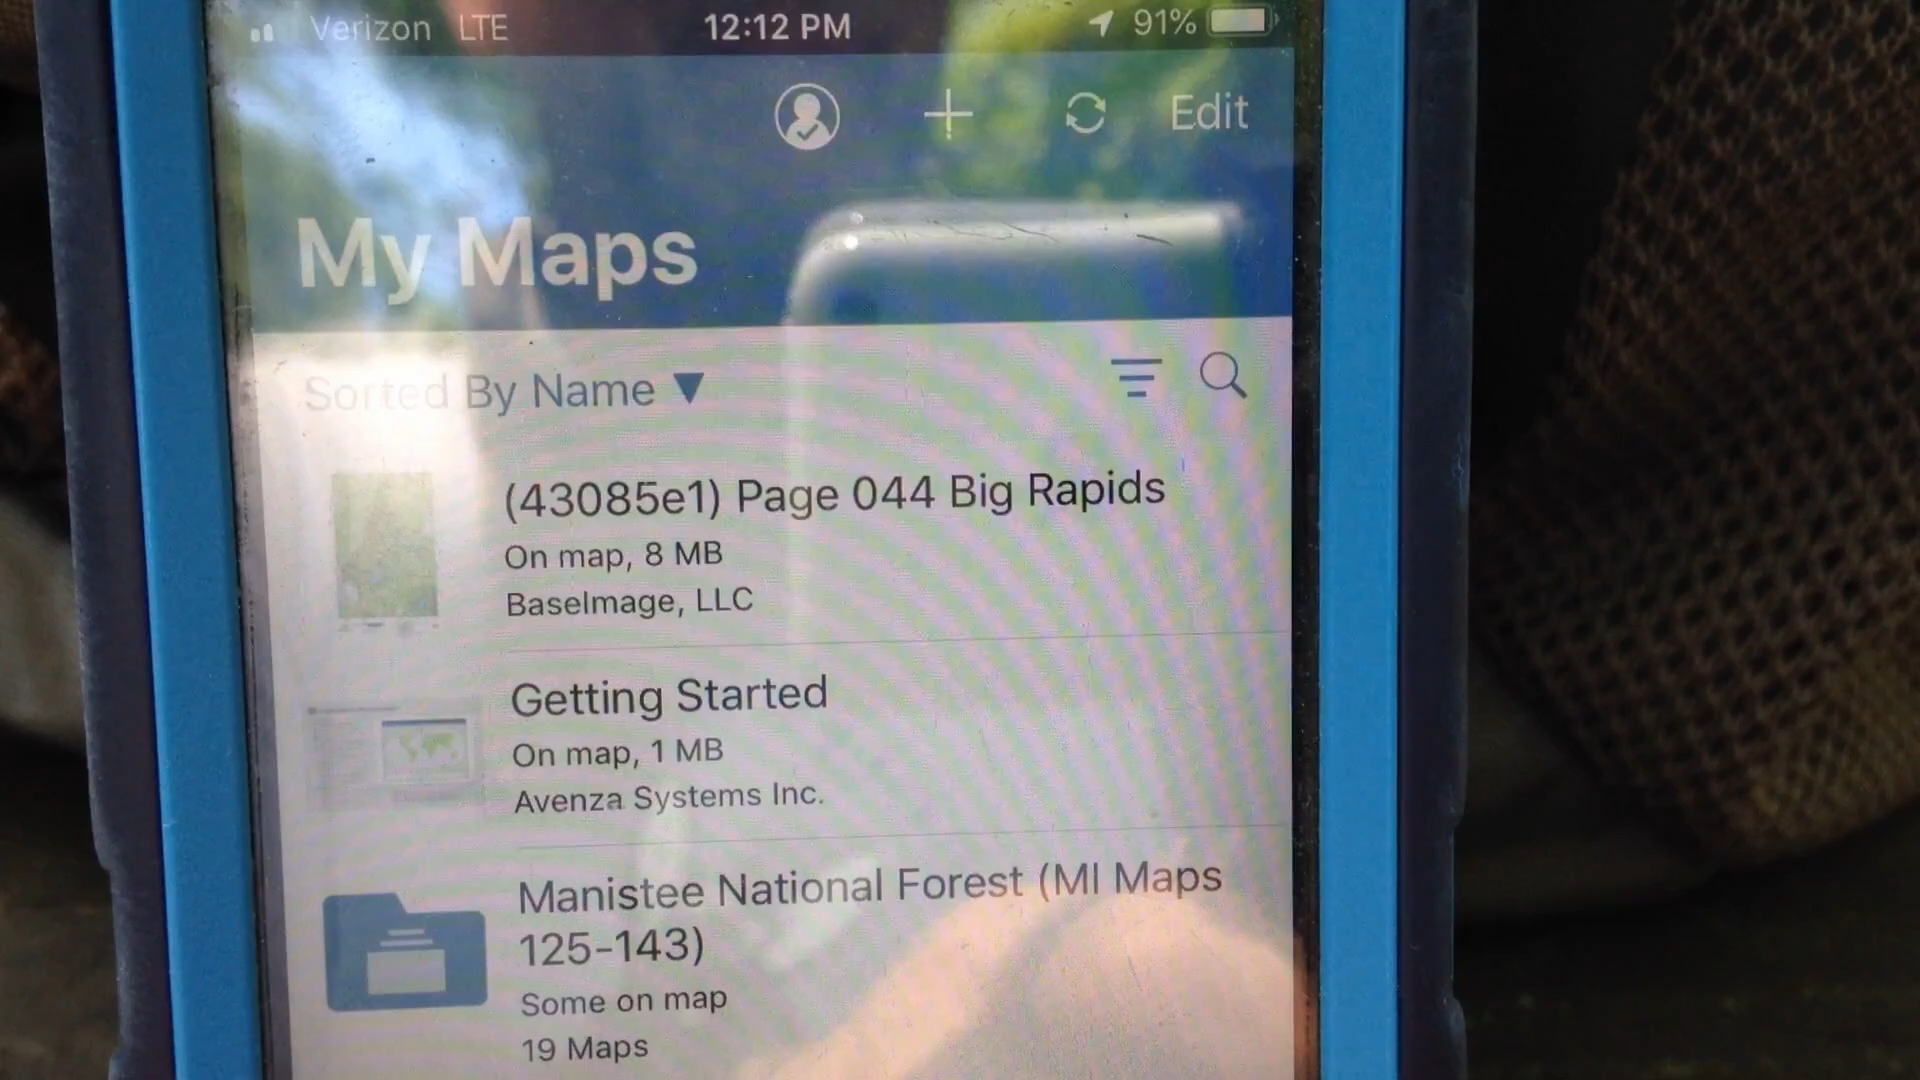 Verizon LTE 12:12 PM 91%
Edit
My Maps
Sorted By Name
(43085e1) Page 044 Big Rapids
On map, 8 MB
BaseImage, LLC
Getting Started
On map, 1 MB
Avenza Systems Inc.
Manistee National Forest (MI Maps
125-143)
Some on map
19 Maps